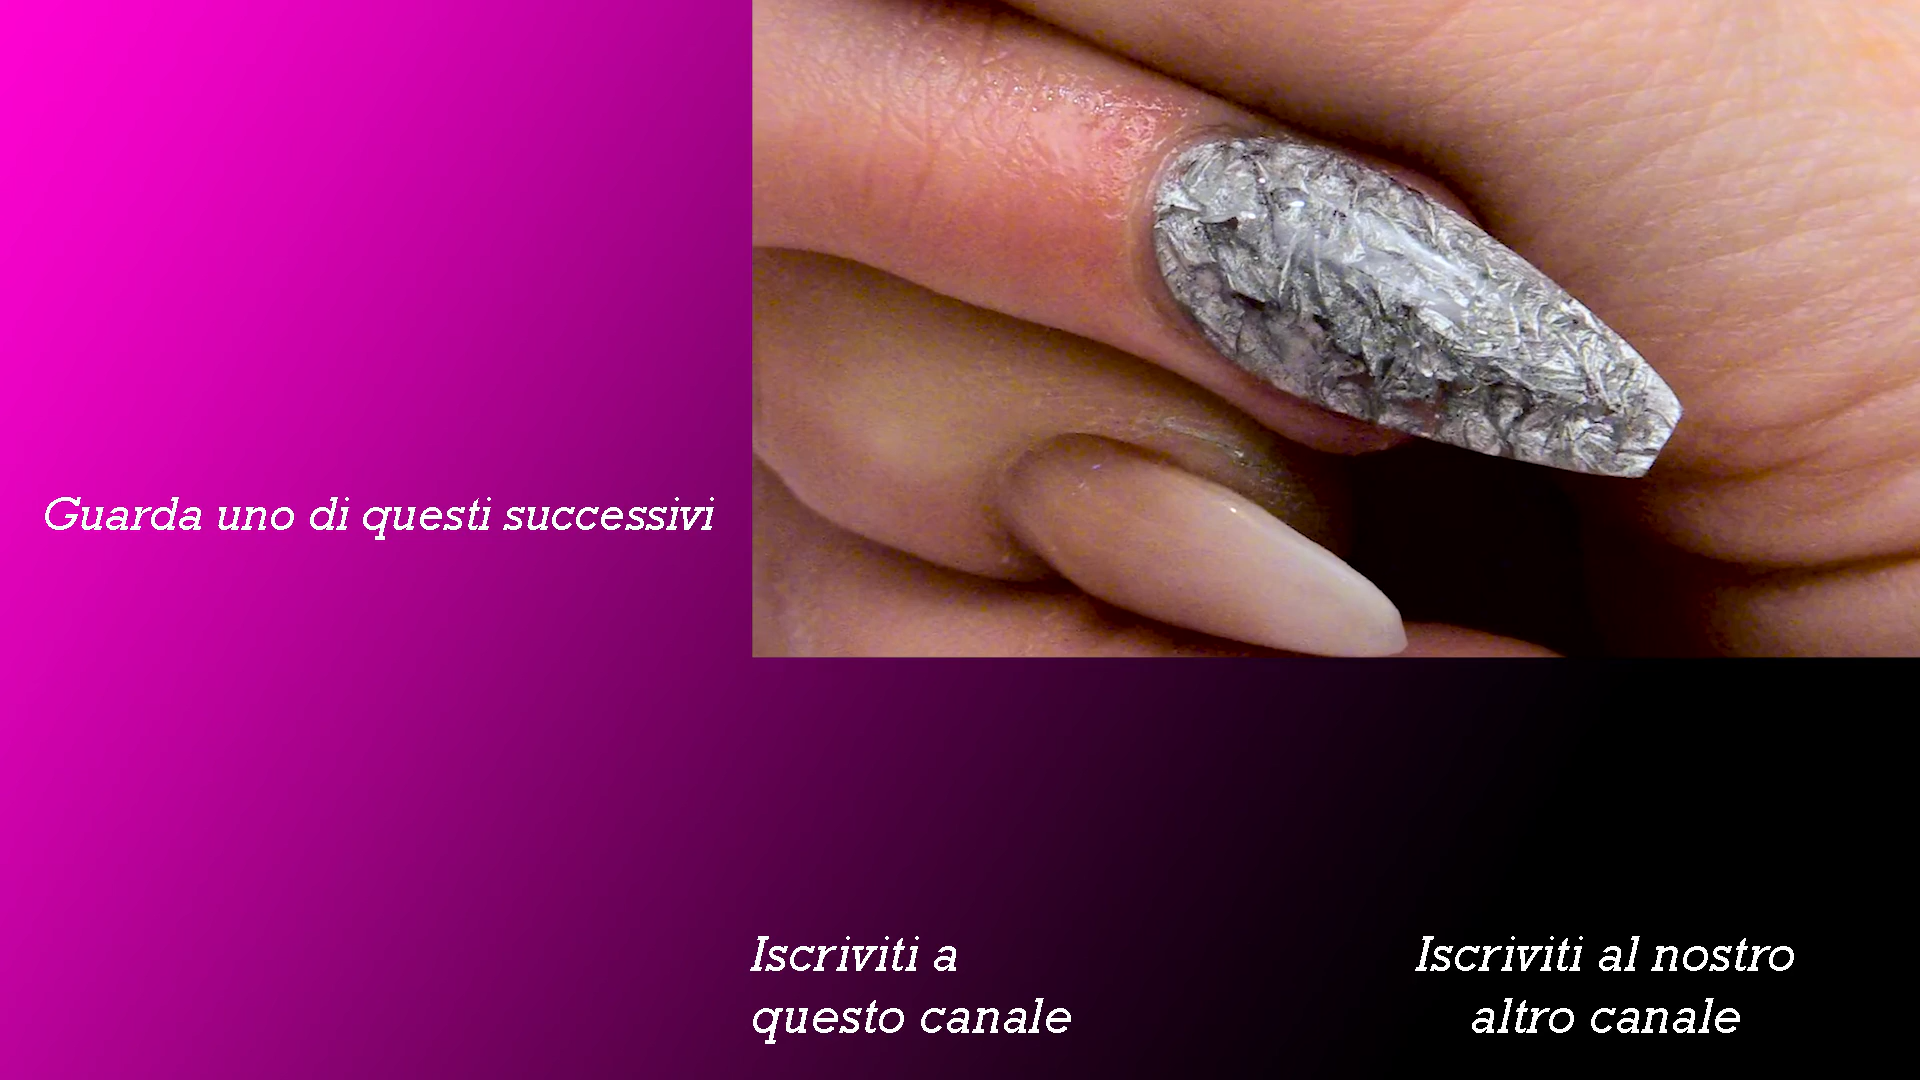 Guarda uno di questi successivi
Iscriviti a
questo canale
Iscriviti al nostro
altro canale